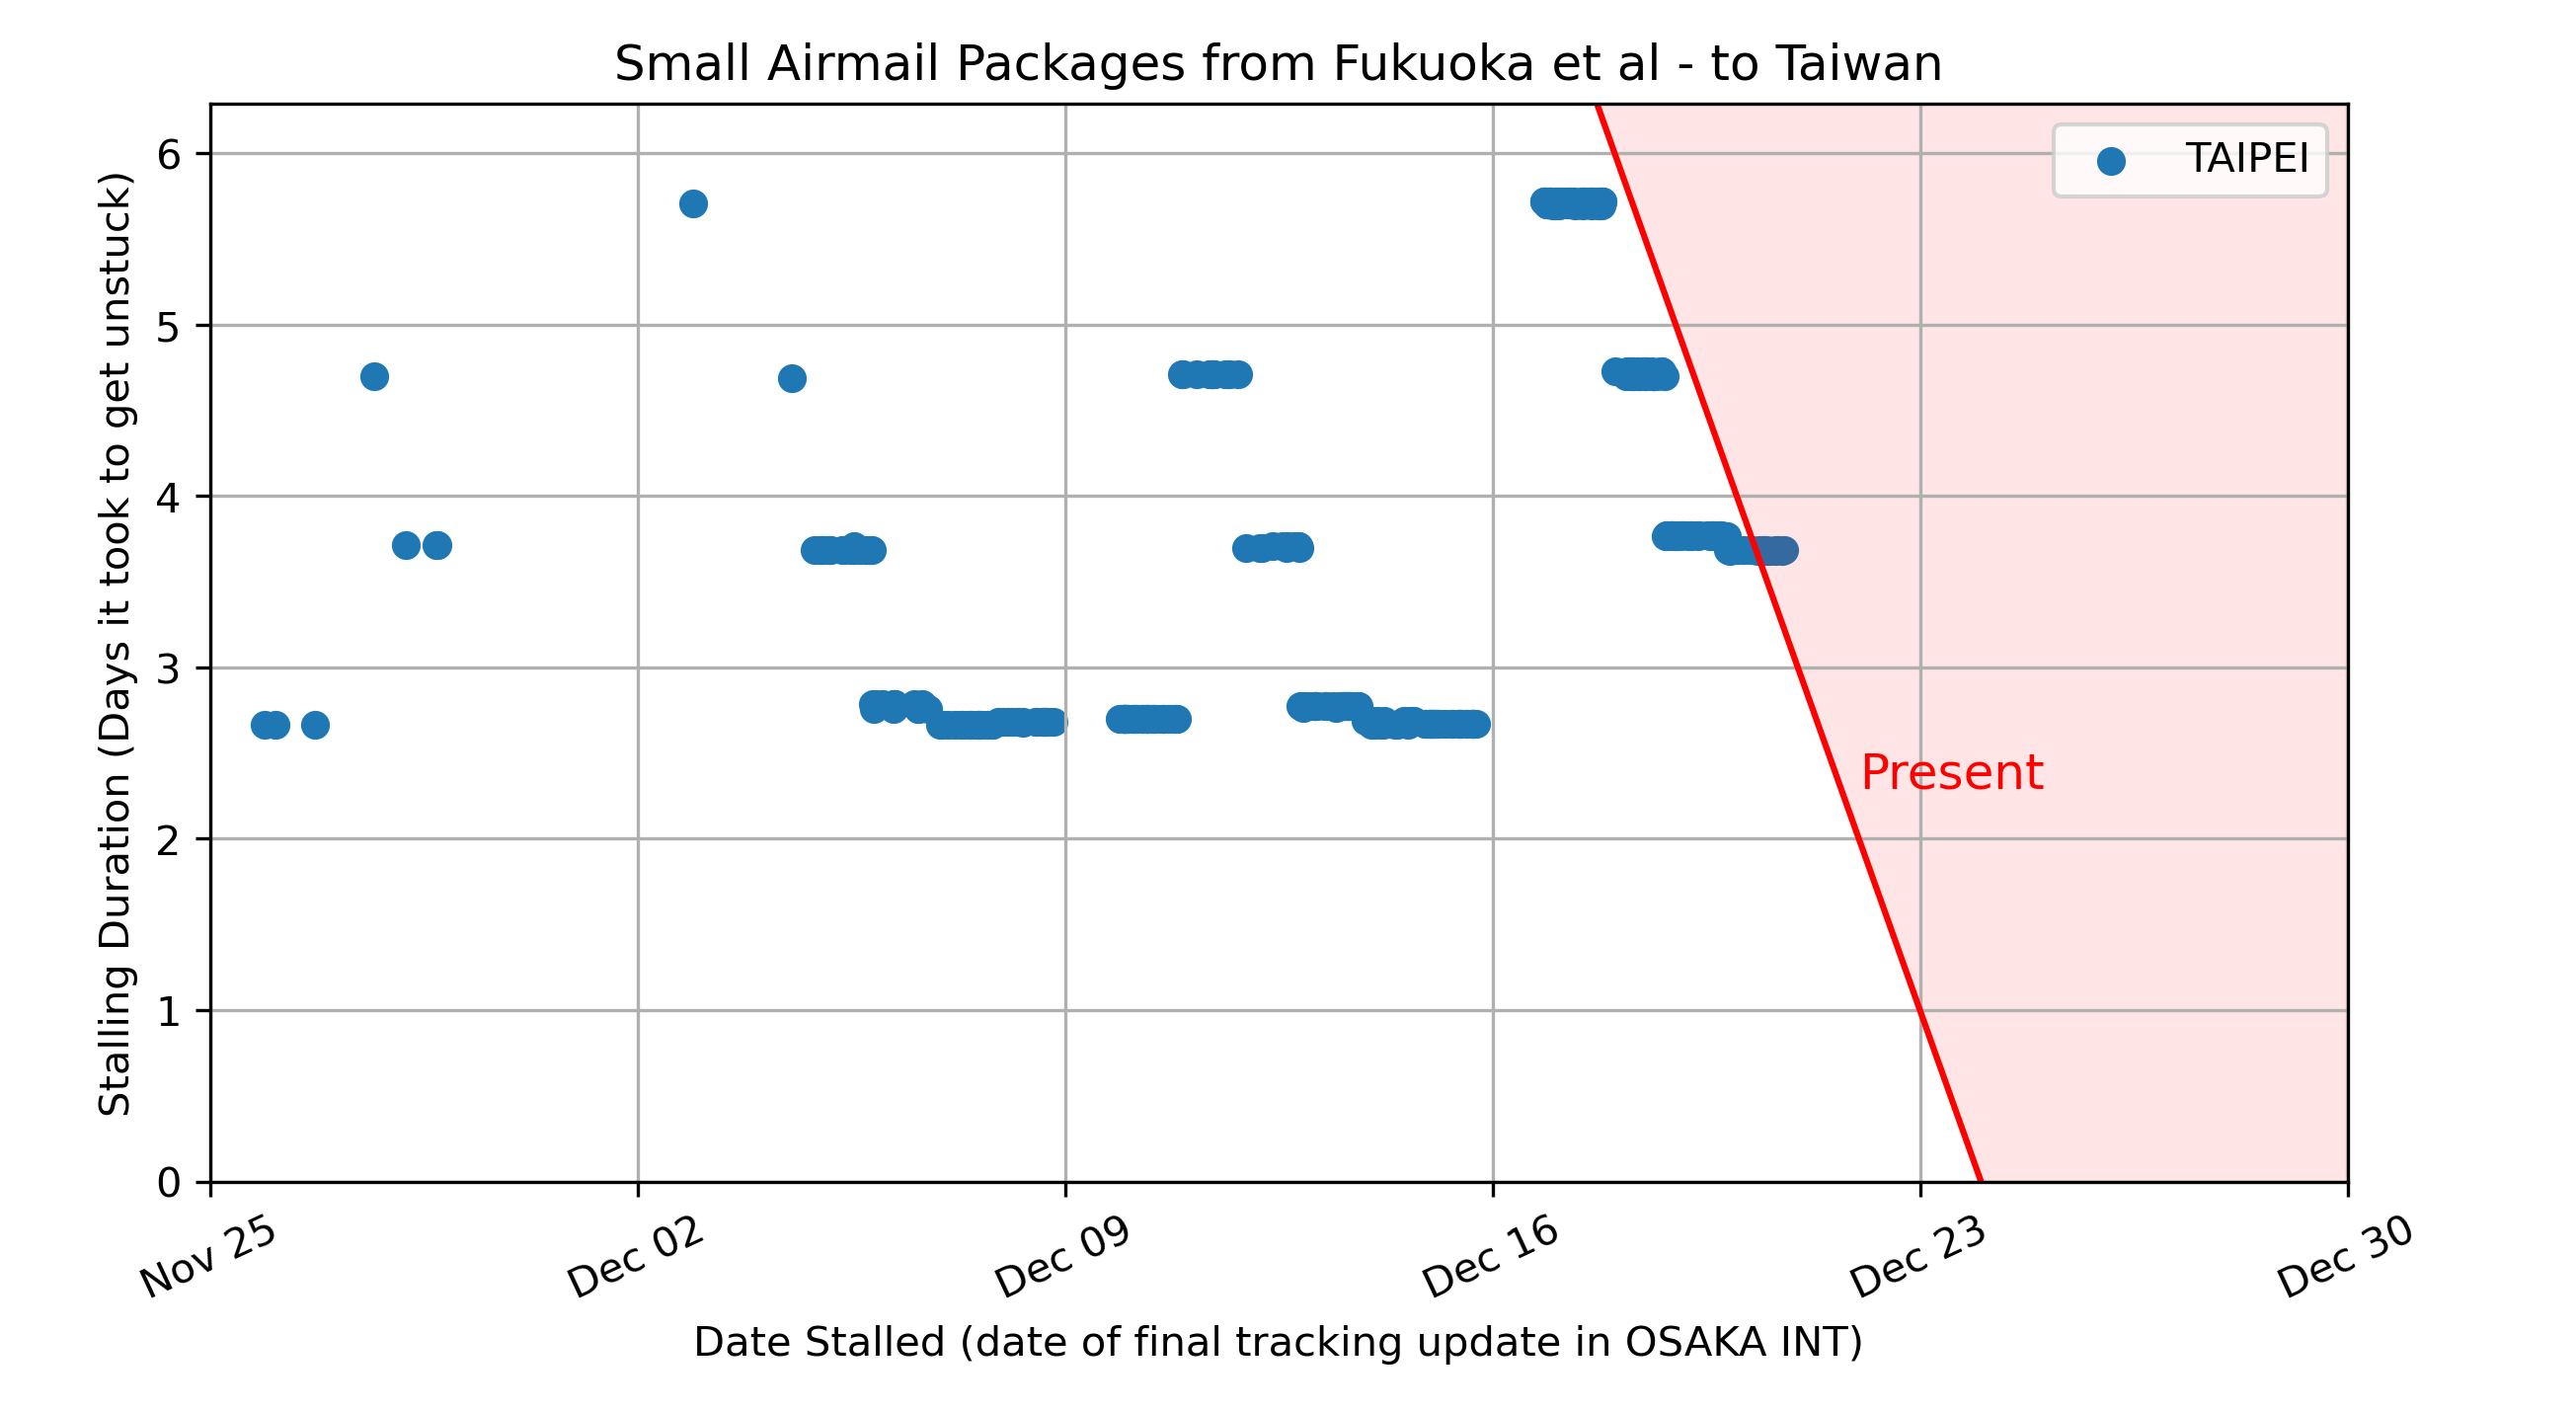 Small Airmail Packages from Fukuoka et al - to Taiwan
TAIPEI
Stalling Duration (Days it took to get unstuck)
6
5
4
3
2
1
0
Present
Nov 25
Dec 02
Dec 09
Dec 16
Dec 23
Dec 30
Date Stalled (date of final tracking update in OSAKA INT)